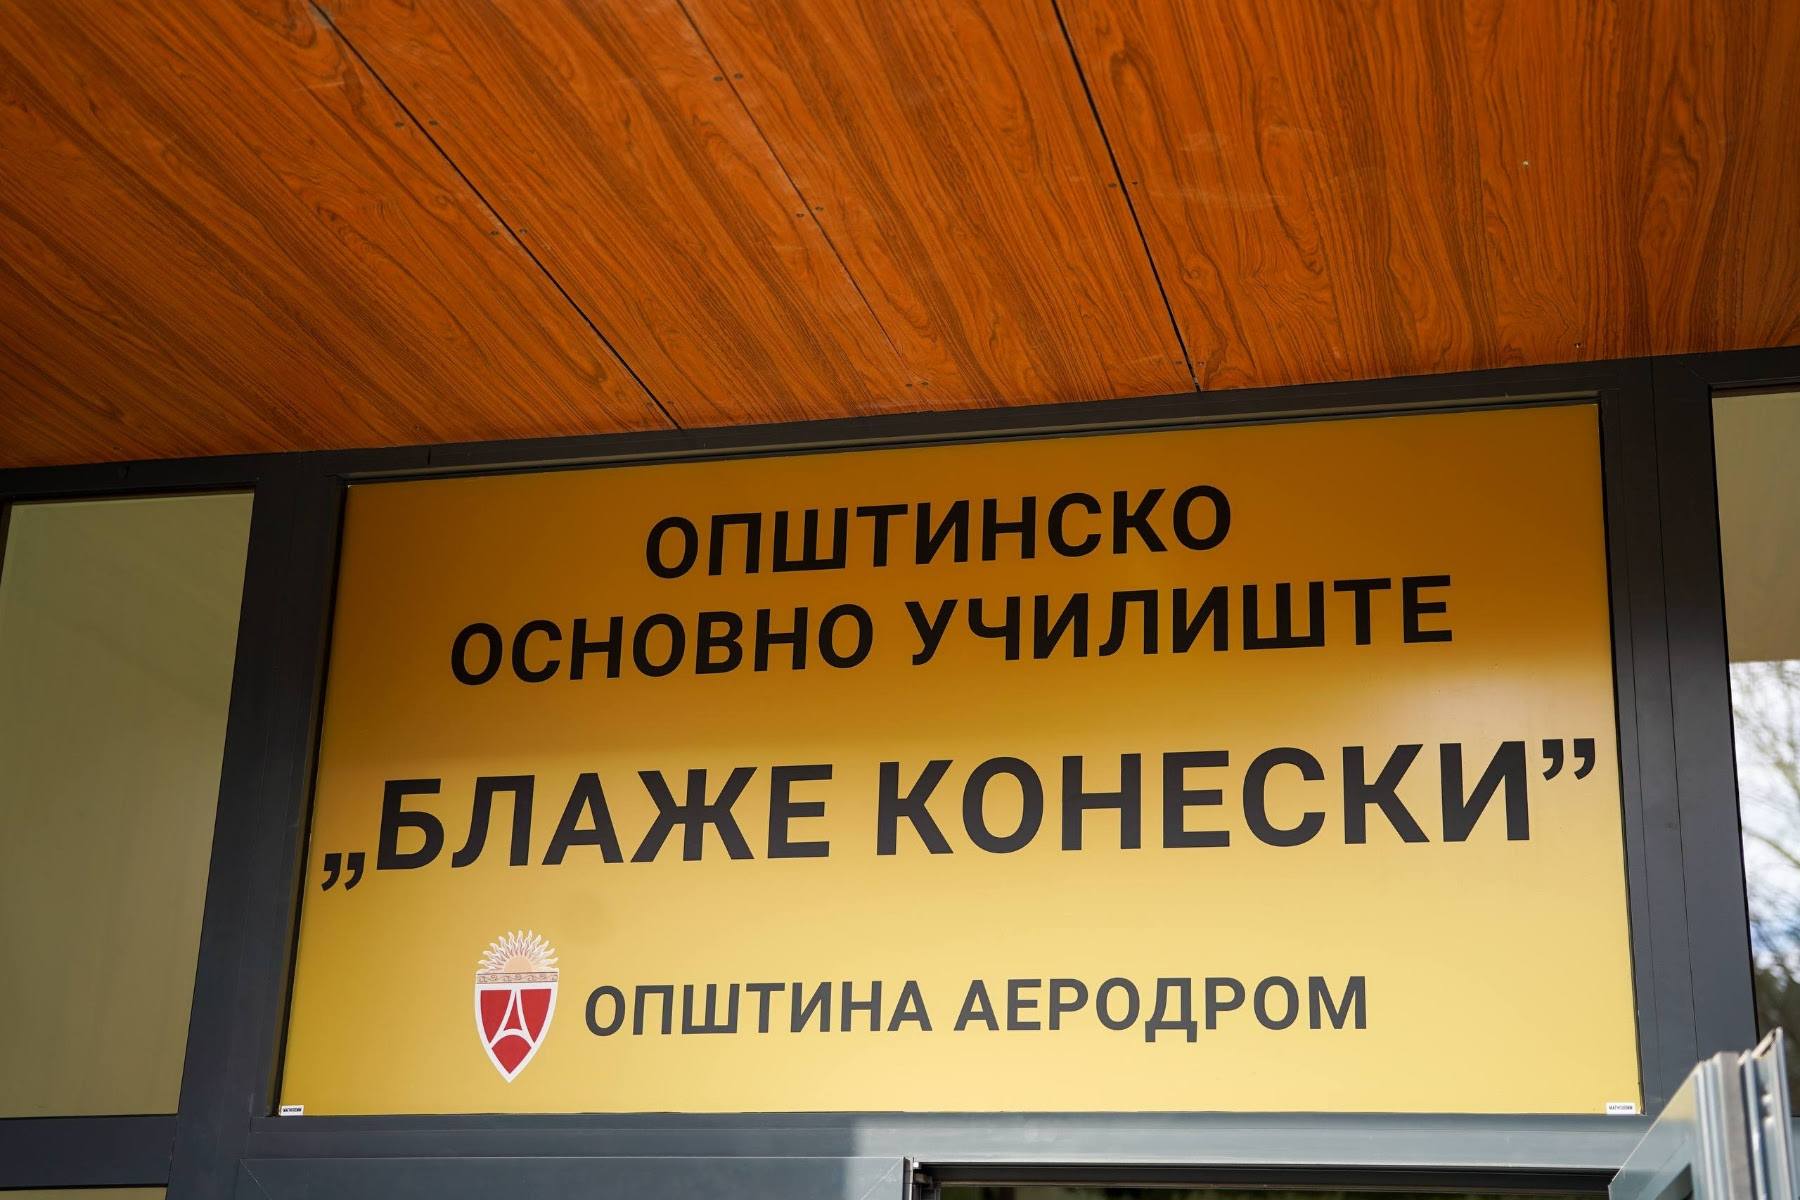 ОПШТИНСКО
ОСНОВНО УЧИЛИШТЕ
„БЛАЖЕ КОНЕСКИ”
ОПШТИНА АЕРОДРОМ